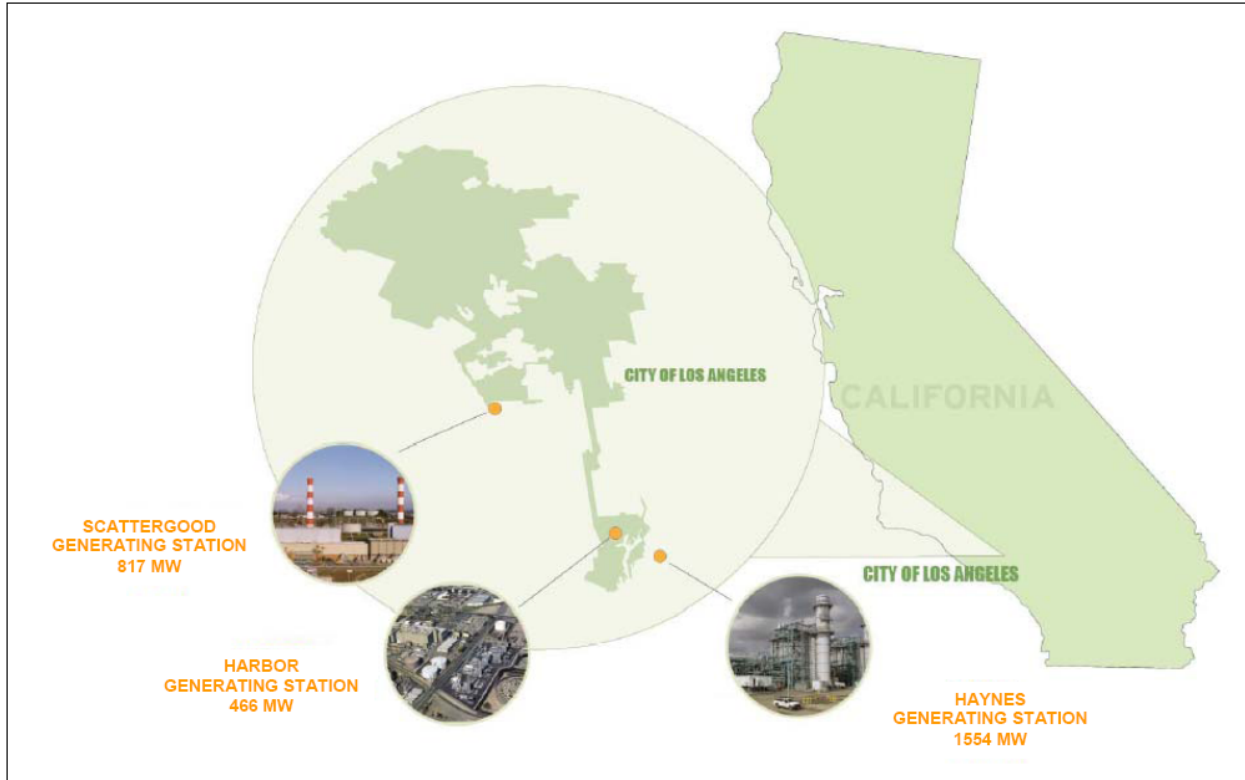 CITY OF LOS ANGELES
CALIFORNIA
SCATTERGOOD
GENERATING STATION
817 MW
CITY OF LOS ANGELES
HARBOR
GENERATING STATION
466 MW
HAYNES
GENERATING STATION
1554 MW